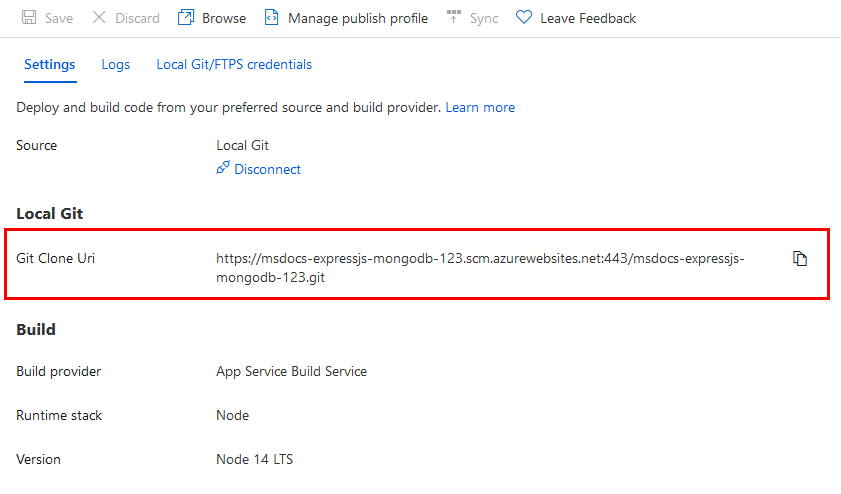 Save Discard Browse Manage publish profile Sync Leave Feedback
Settings Logs Local Git/FTPS credentials
Deploy and build code from your preferred source and build provider. Learn more
Source Local Git
Disconnect
Local Git
Git Clone Uri https://msdocs-expressjs-mongodb-123.scm.azurewebsites.net:443/msdocs-expressjs-
mongodb-123.git
Build
Build provider App Service Build Service
Runtime stack Node
Version Node 14 LTS